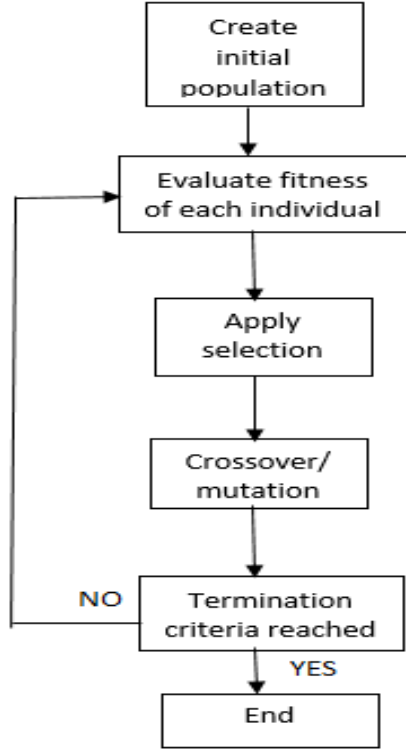 Create
initial
population
Evaluate fitness
of each individual
Apply
selection
Crossover/
mutation
NO
Termination
criteria reached
YES
End